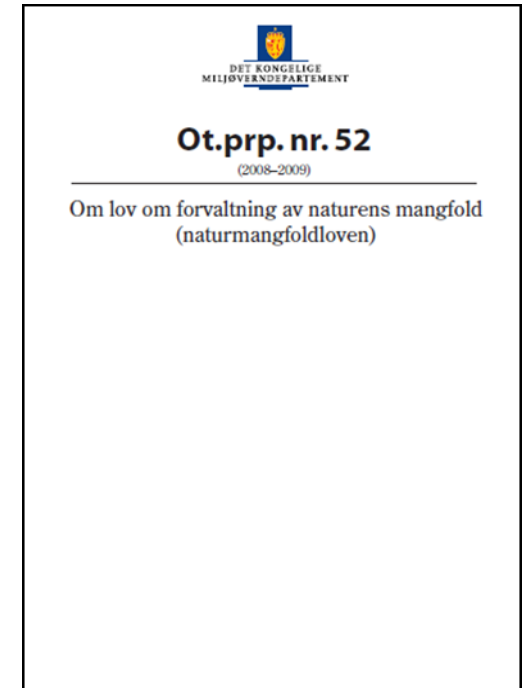 DET KONGELIGE
MILJØVERNDEPARTEMENT
Ot.prp. nr. 52
(2008–2009)
Om lov om forvaltning av naturens mangfold
(naturmangfoldloven)